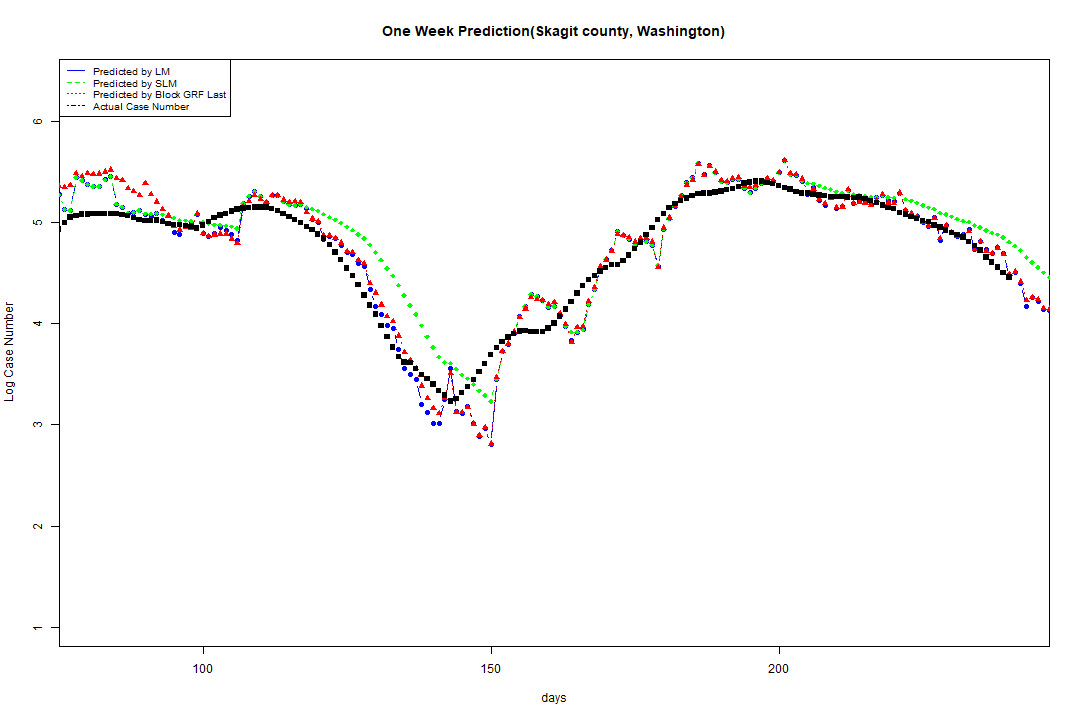 One Week Prediction(Skagit county, Washington)
Predicted by LM
Predicted by SLM
Predicted by Block GRF Last
Actual Case Number
6
5
4
3
2
1
Log Case Number
100 150 200
days